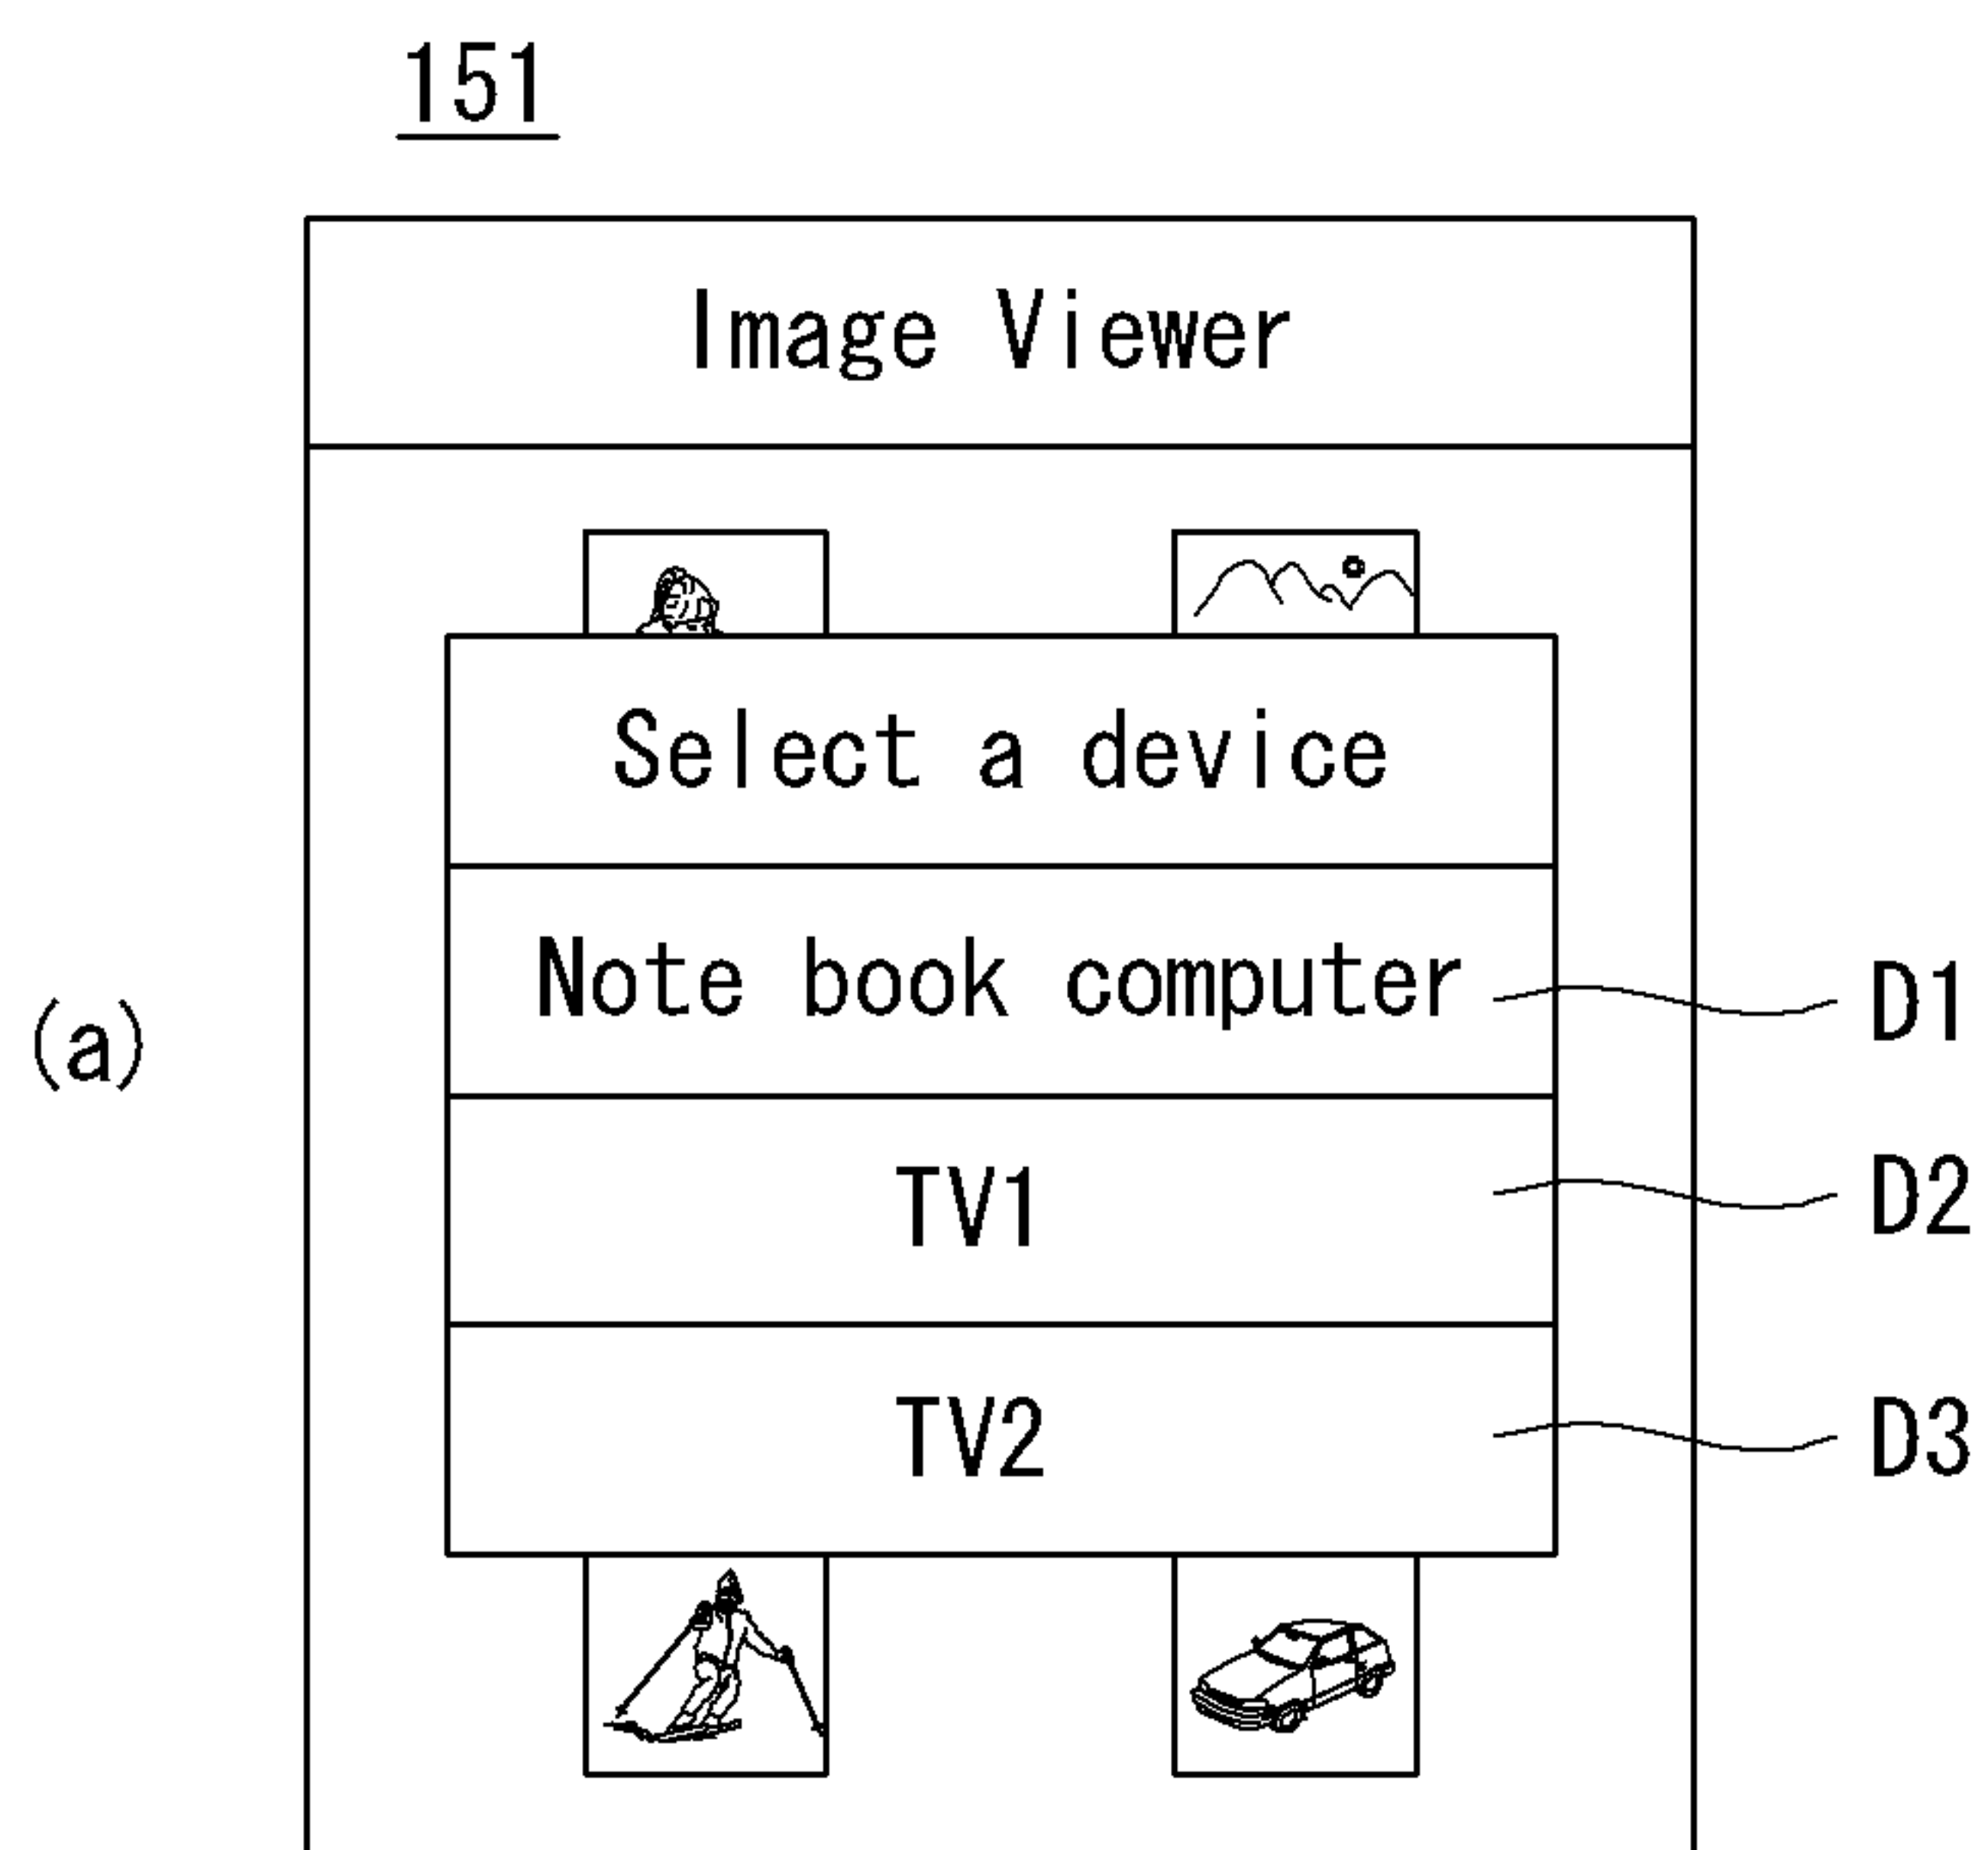 151
Image Viewer
Select a device
Note book computer
D1
(a)
TV1
D2
TV2
D3